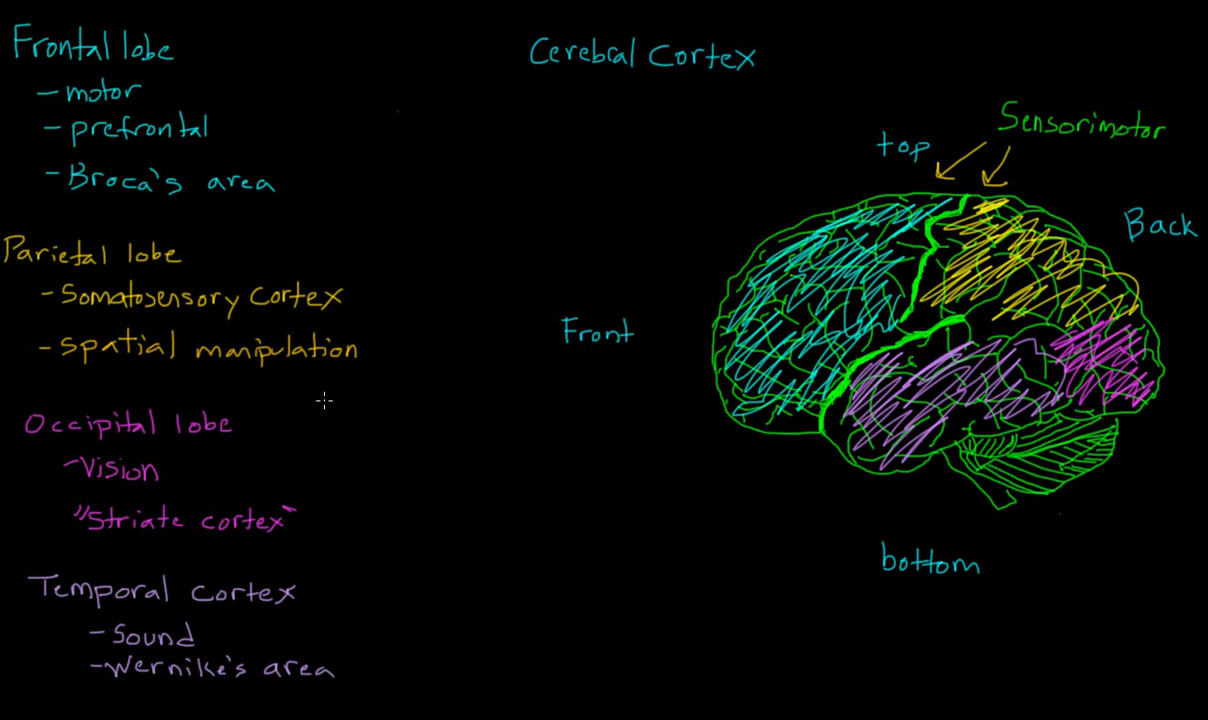 Frontal lobe
- motor
- prefrontal
- Broca's area
Parietal lobe
- Somatosensory Cortex
- Spatial manipulation
Occipital lobe
- Vision
"Striate cortex"
Temporal Cortex
- Sound
- Wernike's area
Cerebral Cortex
Sensorimotor
top
Back
Front
bottom